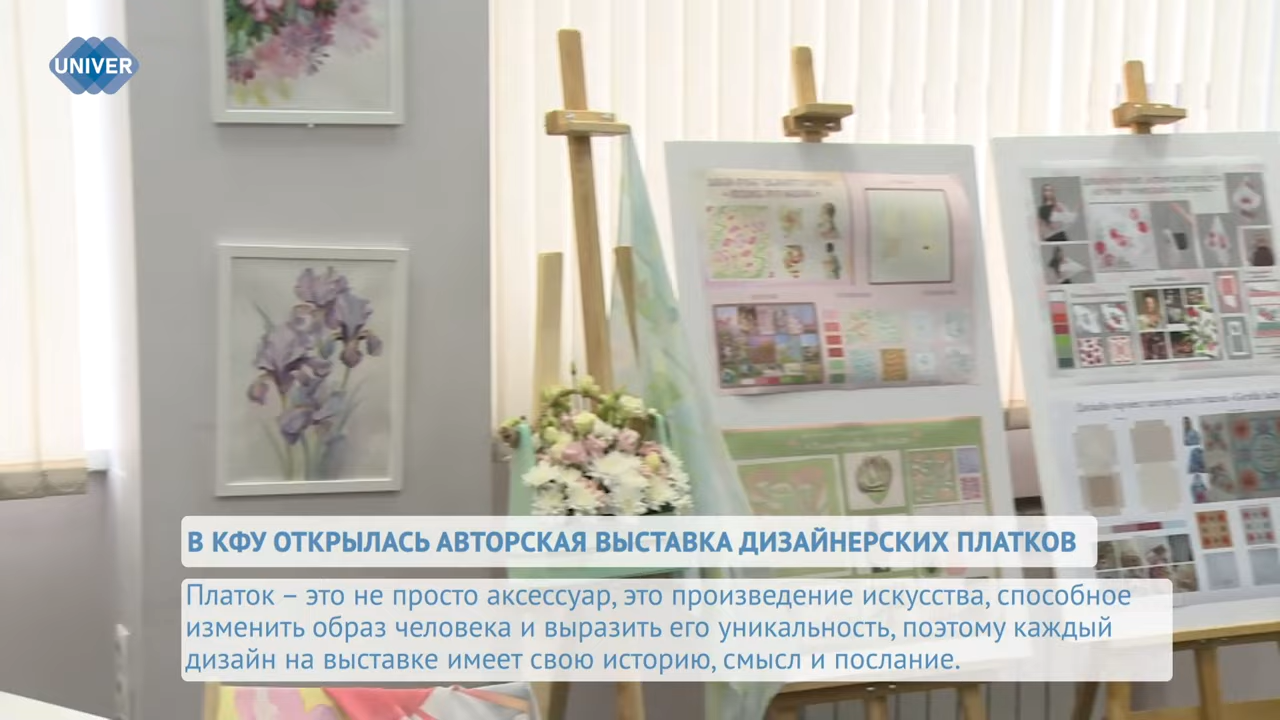 UNIVER
В КФУ ОТКРЫЛАСЬ АВТОРСКАЯ ВЫСТАВКА ДИЗАЙНЕРСКИХ ПЛАТКОВ
Платок – это не просто аксессуар, это произведение искусства, способное
изменить образ человека и выразить его уникальность, поэтому каждый
дизайн на выставке имеет свою историю, смысл и послание.